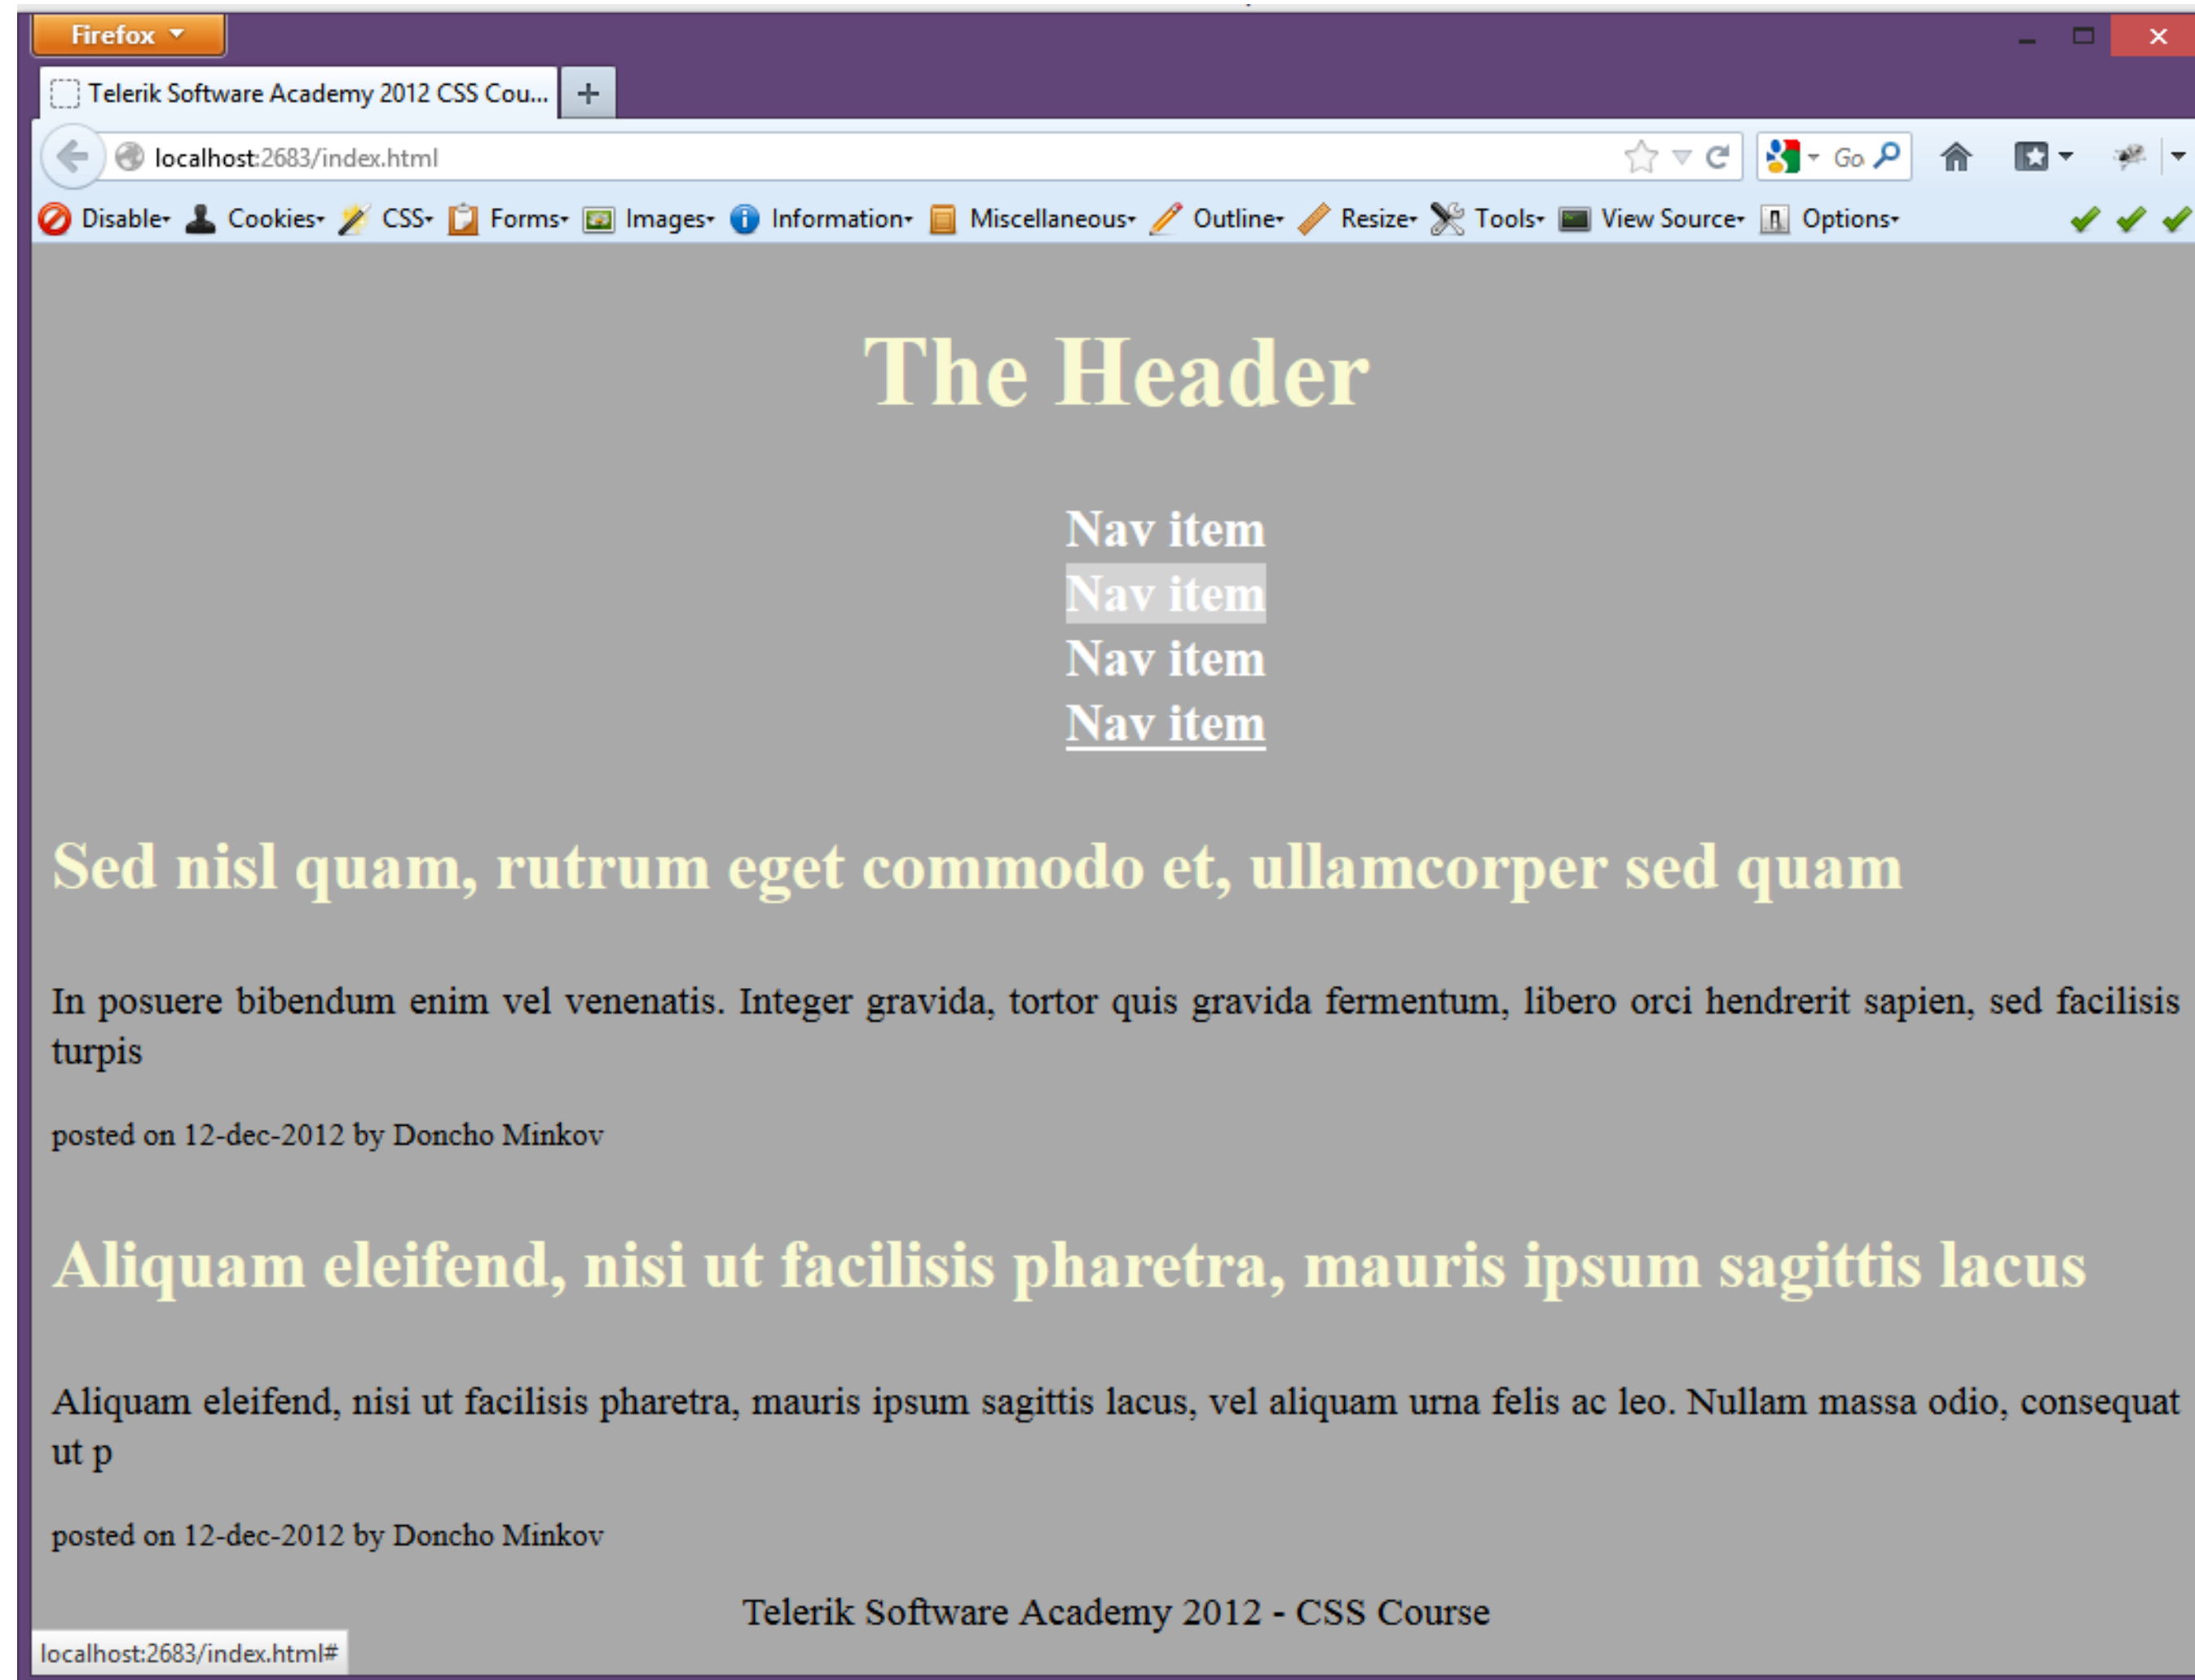 Firefox
Telerik Software Academy 2012 CSS Cou...
localhost:2683/index.html
Go
Disable Cookies CSS Forms Images Information Miscellaneous Outline Resize Tools View Source Options
The Header
Nav item
Nav item
Nav item
Nav item
Sed nisl quam, rutrum eget commodo et, ullamcorper sed quam
In posuere bibendum enim vel venenatis. Integer gravida, tortor quis gravida fermentum, libero orci hendrerit sapien, sed facilisis
turpis
posted on 12-dec-2012 by Doncho Minkov
Aliquam eleifend, nisi ut facilisis pharetra, mauris ipsum sagittis lacus
Aliquam eleifend, nisi ut facilisis pharetra, mauris ipsum sagittis lacus, vel aliquam urna felis ac leo. Nullam massa odio, consequat
ut p
posted on 12-dec-2012 by Doncho Minkov
Telerik Software Academy 2012 - CSS Course
localhost:2683/index.html#